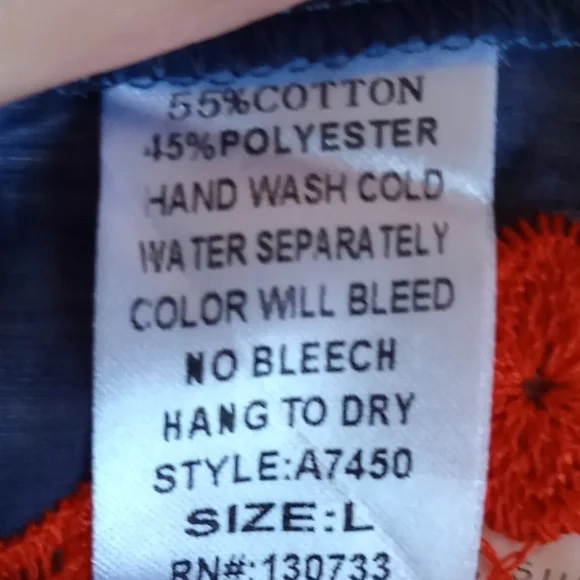 55%COTTON
45%POLYESTER
HAND WASH COLD
WATER SEPARATELY
COLOR WILL BLEED
NO BLEECH
HANG TO DRY
STYLE:A7450
SIZE:L
RN#:130733